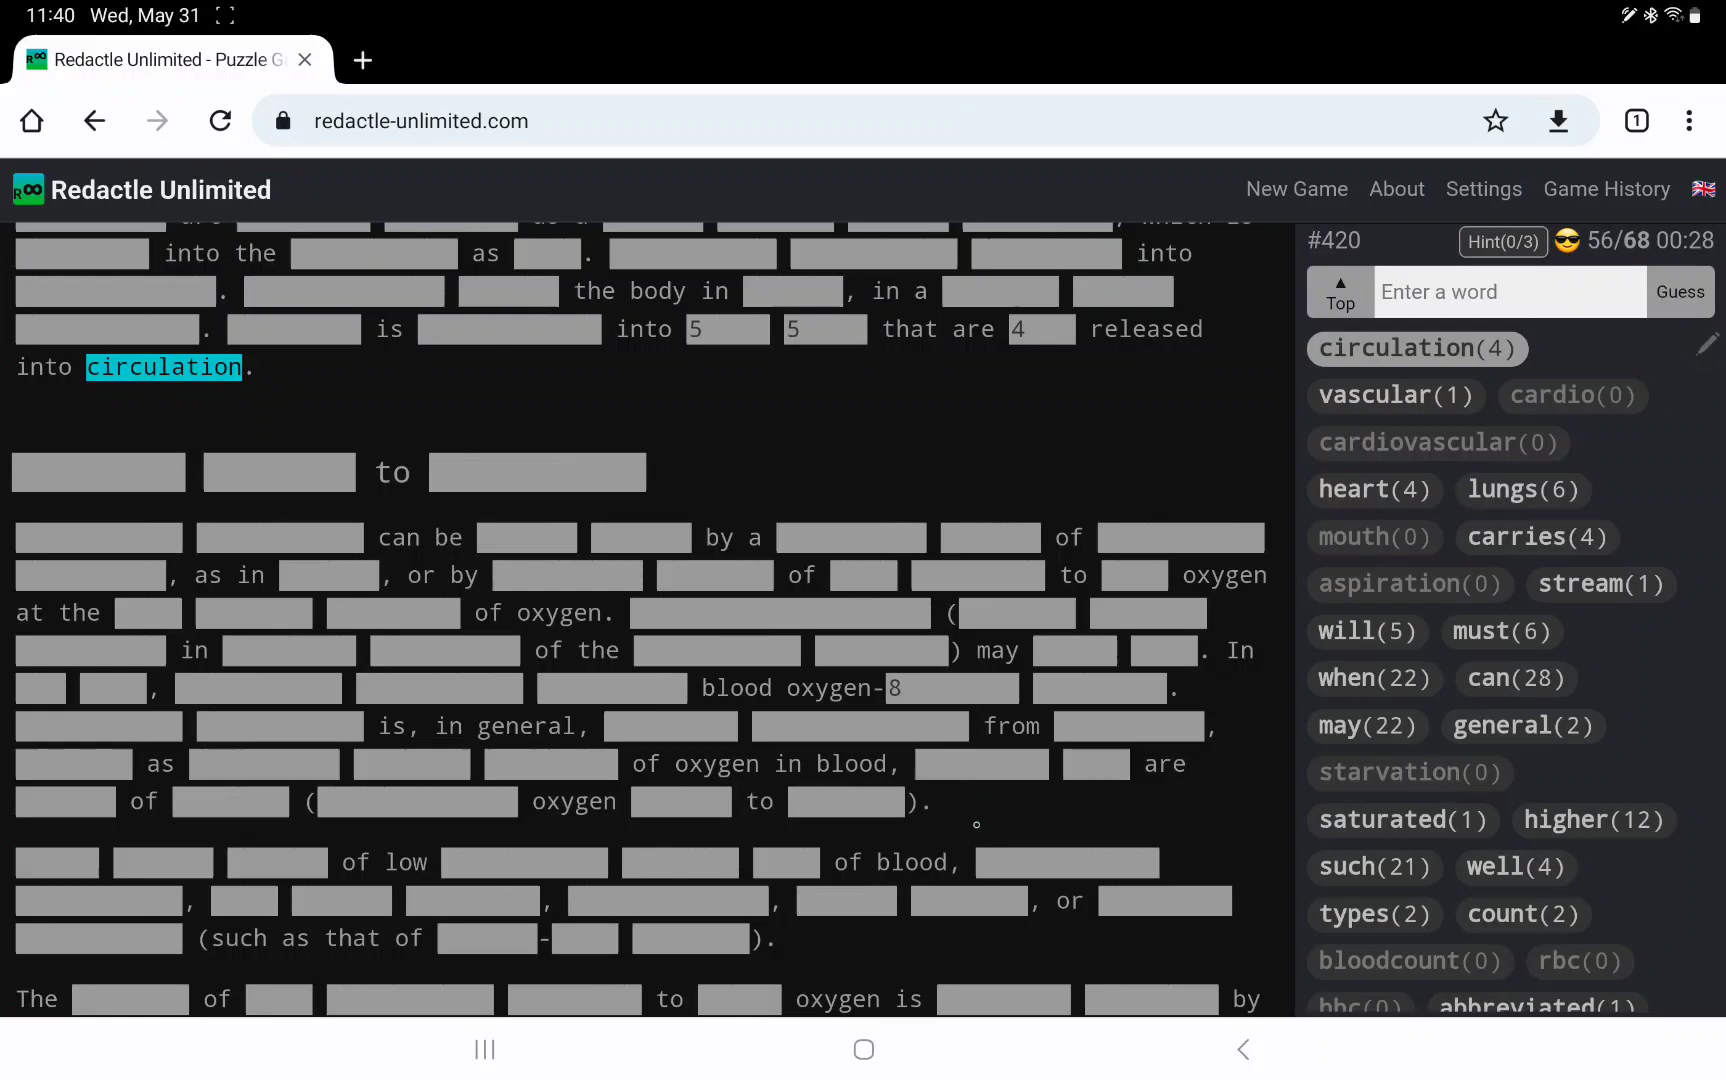 11:40 Wed, May 31
Redactle Unlimited - Puzzle G
redactle-unlimited.com
1
R∞ Redactle Unlimited
New Game About Settings Game History
into the as .
into
. the body in , in a
. is into 5 5 that are 4 released
into circulation.
to
can be by a of
, as in , or by of to oxygen
at the of oxygen. (
in of the ) may . In
, blood oxygen-8 .
is, in general, from ,
as of oxygen in blood, are
of ( oxygen to ).
of low of blood,
, , , , or
(such as that of - ).
The of to oxygen is by
#420 Hint(0/3) 56/68 00:28
▲ Top Enter a word Guess
circulation(4)
vascular(1) cardio(0)
cardiovascular(0)
heart(4) lungs(6)
mouth(0) carries(4)
aspiration(0) stream(1)
will(5) must(6)
when(22) can(28)
may(22) general(2)
starvation(0)
saturated(1) higher(12)
such(21) well(4)
types(2) count(2)
bloodcount(0) rbc(0)
hbc(0) abbreviated(1)